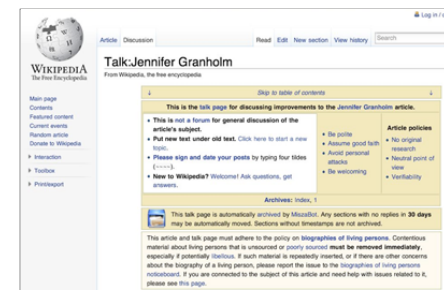 Log in /
Article Discussion Read Edit New section View history Search
WIKIPEDIA
The Free Encyclopedia
Main page
Contents
Featured content
Current events
Random article
Donate to Wikipedia
Interaction
Toolbox
Print/export
Talk:Jennifer Granholm
From Wikipedia, the free encyclopedia
↓ Skip to table of contents ↓
This is the talk page for discussing improvements to the Jennifer Granholm article.
• This is not a forum for general discussion of the
article's subject.
• Put new text under old text. Click here to start a new
topic.
• Please sign and date your posts by typing four tildes
(~~~~).
• New to Wikipedia? Welcome! Ask questions, get
answers.
• Be polite
• Assume good faith
• Avoid personal
attacks
• Be welcoming
Article policies
• No original
research
• Neutral point of
view
• Verifiability
Archives: Index, 1
This talk page is automatically archived by MiszaBot. Any sections with no replies in 30 days
may be automatically moved. Sections without timestamps are not archived.
This article and talk page must adhere to the policy on biographies of living persons. Contentious
material about living persons that is unsourced or poorly sourced must be removed immediately,
especially if potentially libelous. If such material is repeatedly inserted, or if there are other concerns
about the biography of a living person, please report the issue to the biographies of living persons
noticeboard. If you are connected to the subject of this article and need help with issues related to it,
please see this page.